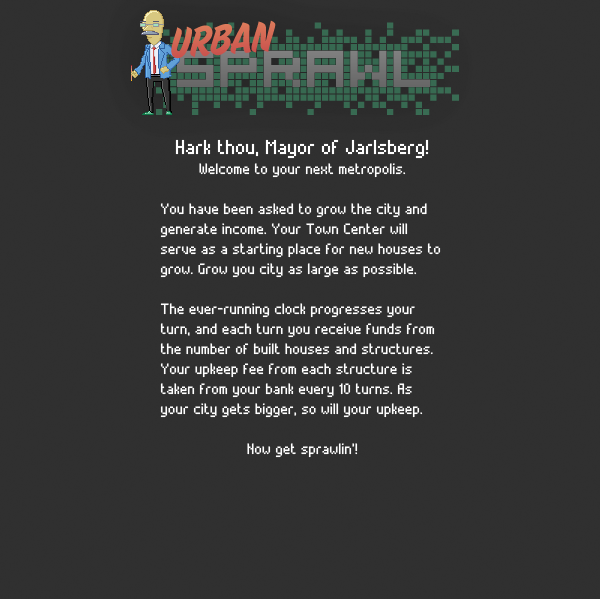 URBAN
SPRAWL
Hark thou, Mayor of Jarlsberg!
Welcome to your next metropolis.
You have been asked to grow the city and
generate income. Your Town Center will
serve as a starting place for new houses to
grow. Grow you city as large as possible.
The ever-running clock progresses your
turn, and each turn you receive funds from
the number of built houses and structures.
Your upkeep fee from each structure is
taken from your bank every 10 turns. As
your city gets bigger, so will your upkeep.
Now get sprawlin'!